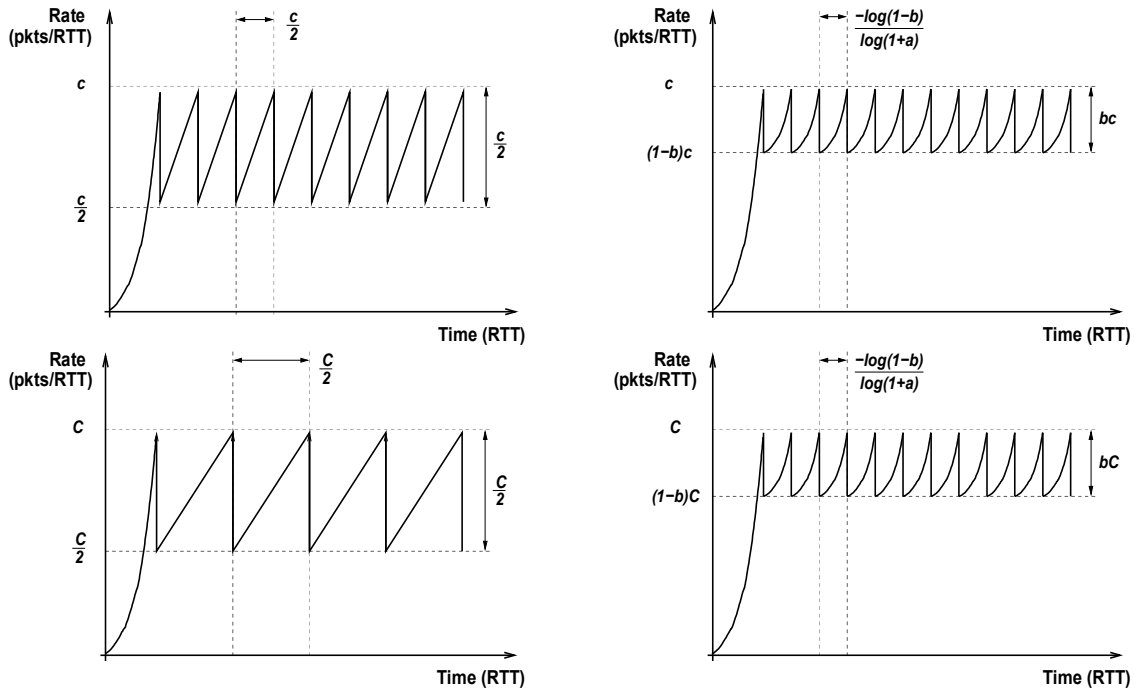 Rate
(pkts/RTT)
c
2
c
c
2
c
2
Time (RTT)
Rate
(pkts/RTT)
−log(1−b)
log(1+a)
c
bc
(1−b)c
Time (RTT)
Rate
(pkts/RTT)
C
2
C
C
2
C
2
Time (RTT)
Rate
(pkts/RTT)
−log(1−b)
log(1+a)
C
bC
(1−b)C
Time (RTT)